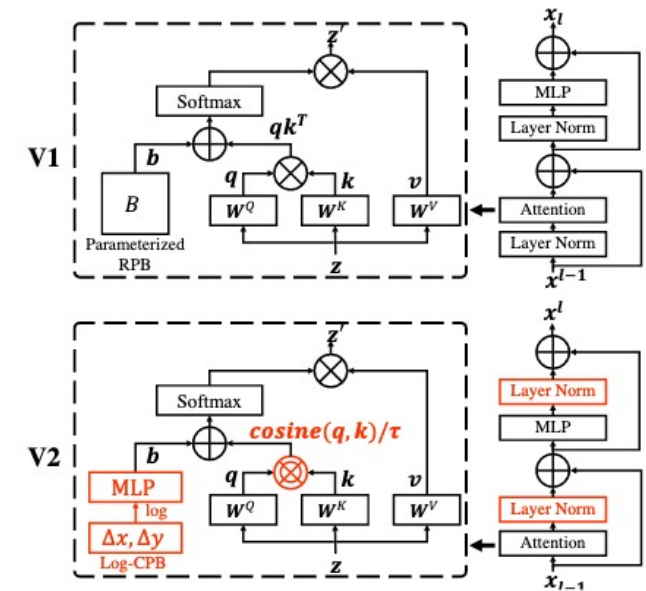 z′
x_l
Softmax
MLP
qk^T
Layer Norm
V1
b
q
k
v
B
W^Q
W^K
W^V
Attention
Parameterized
RPB
Layer Norm
z
x^{l-1}
z′
x^l
Layer Norm
Softmax
cosine(q, k)/τ
MLP
V2
b
q
k
v
MLP
log
W^Q
W^K
W^V
Layer Norm
Δx, Δy
Attention
Log-CPB
z
x_{l-1}